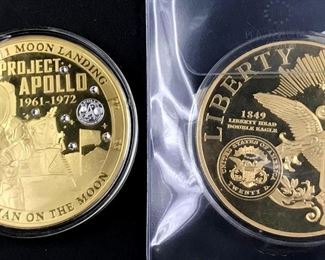 1 MOON LANDING
PROJECT
APOLLO
1961-1972
MAN ON THE MOON
LIBERTY
1849
LIBERTY HEAD
DOUBLE EAGLE
UNITED STATES OF AMERICA
TWENTY D.